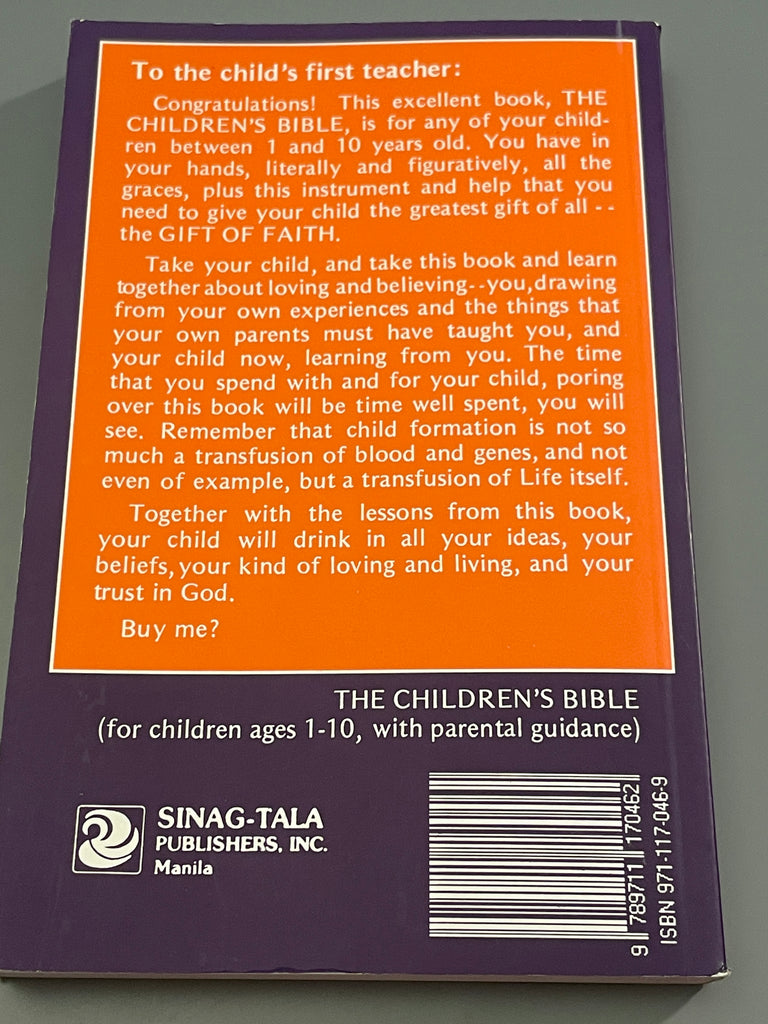 To the child's first teacher:
Congratulations! This excellent book, THE
CHILDREN'S BIBLE, is for any of your chil-
ren between 1 and 10 years old. You have in
your hands, literally and figuratively, all the
graces, plus this instrument and help that you
need to give your child the greatest gift of all --
the GIFT OF FAITH.
Take your child, and take this book and learn
together about loving and believing--you, drawing
from your own experiences and the things that
your own parents must have taught you, and
your child now, learning from you. The time
that you spend with and for your child, poring
over this book will be time well spent, you will
see. Remember that child formation is not so
much a transfusion of blood and genes, and not
even of example, but a transfusion of Life itself.
Together with the lessons from this book,
your child will drink in all your ideas, your
beliefs, your kind of loving and living, and your
trust in God.
Buy me?
THE CHILDREN'S BIBLE
(for children ages 1-10, with parental guidance)
SINAG-TALA
PUBLISHERS, INC.
Manila
9 789711 170462
ISBN 971-117-046-9